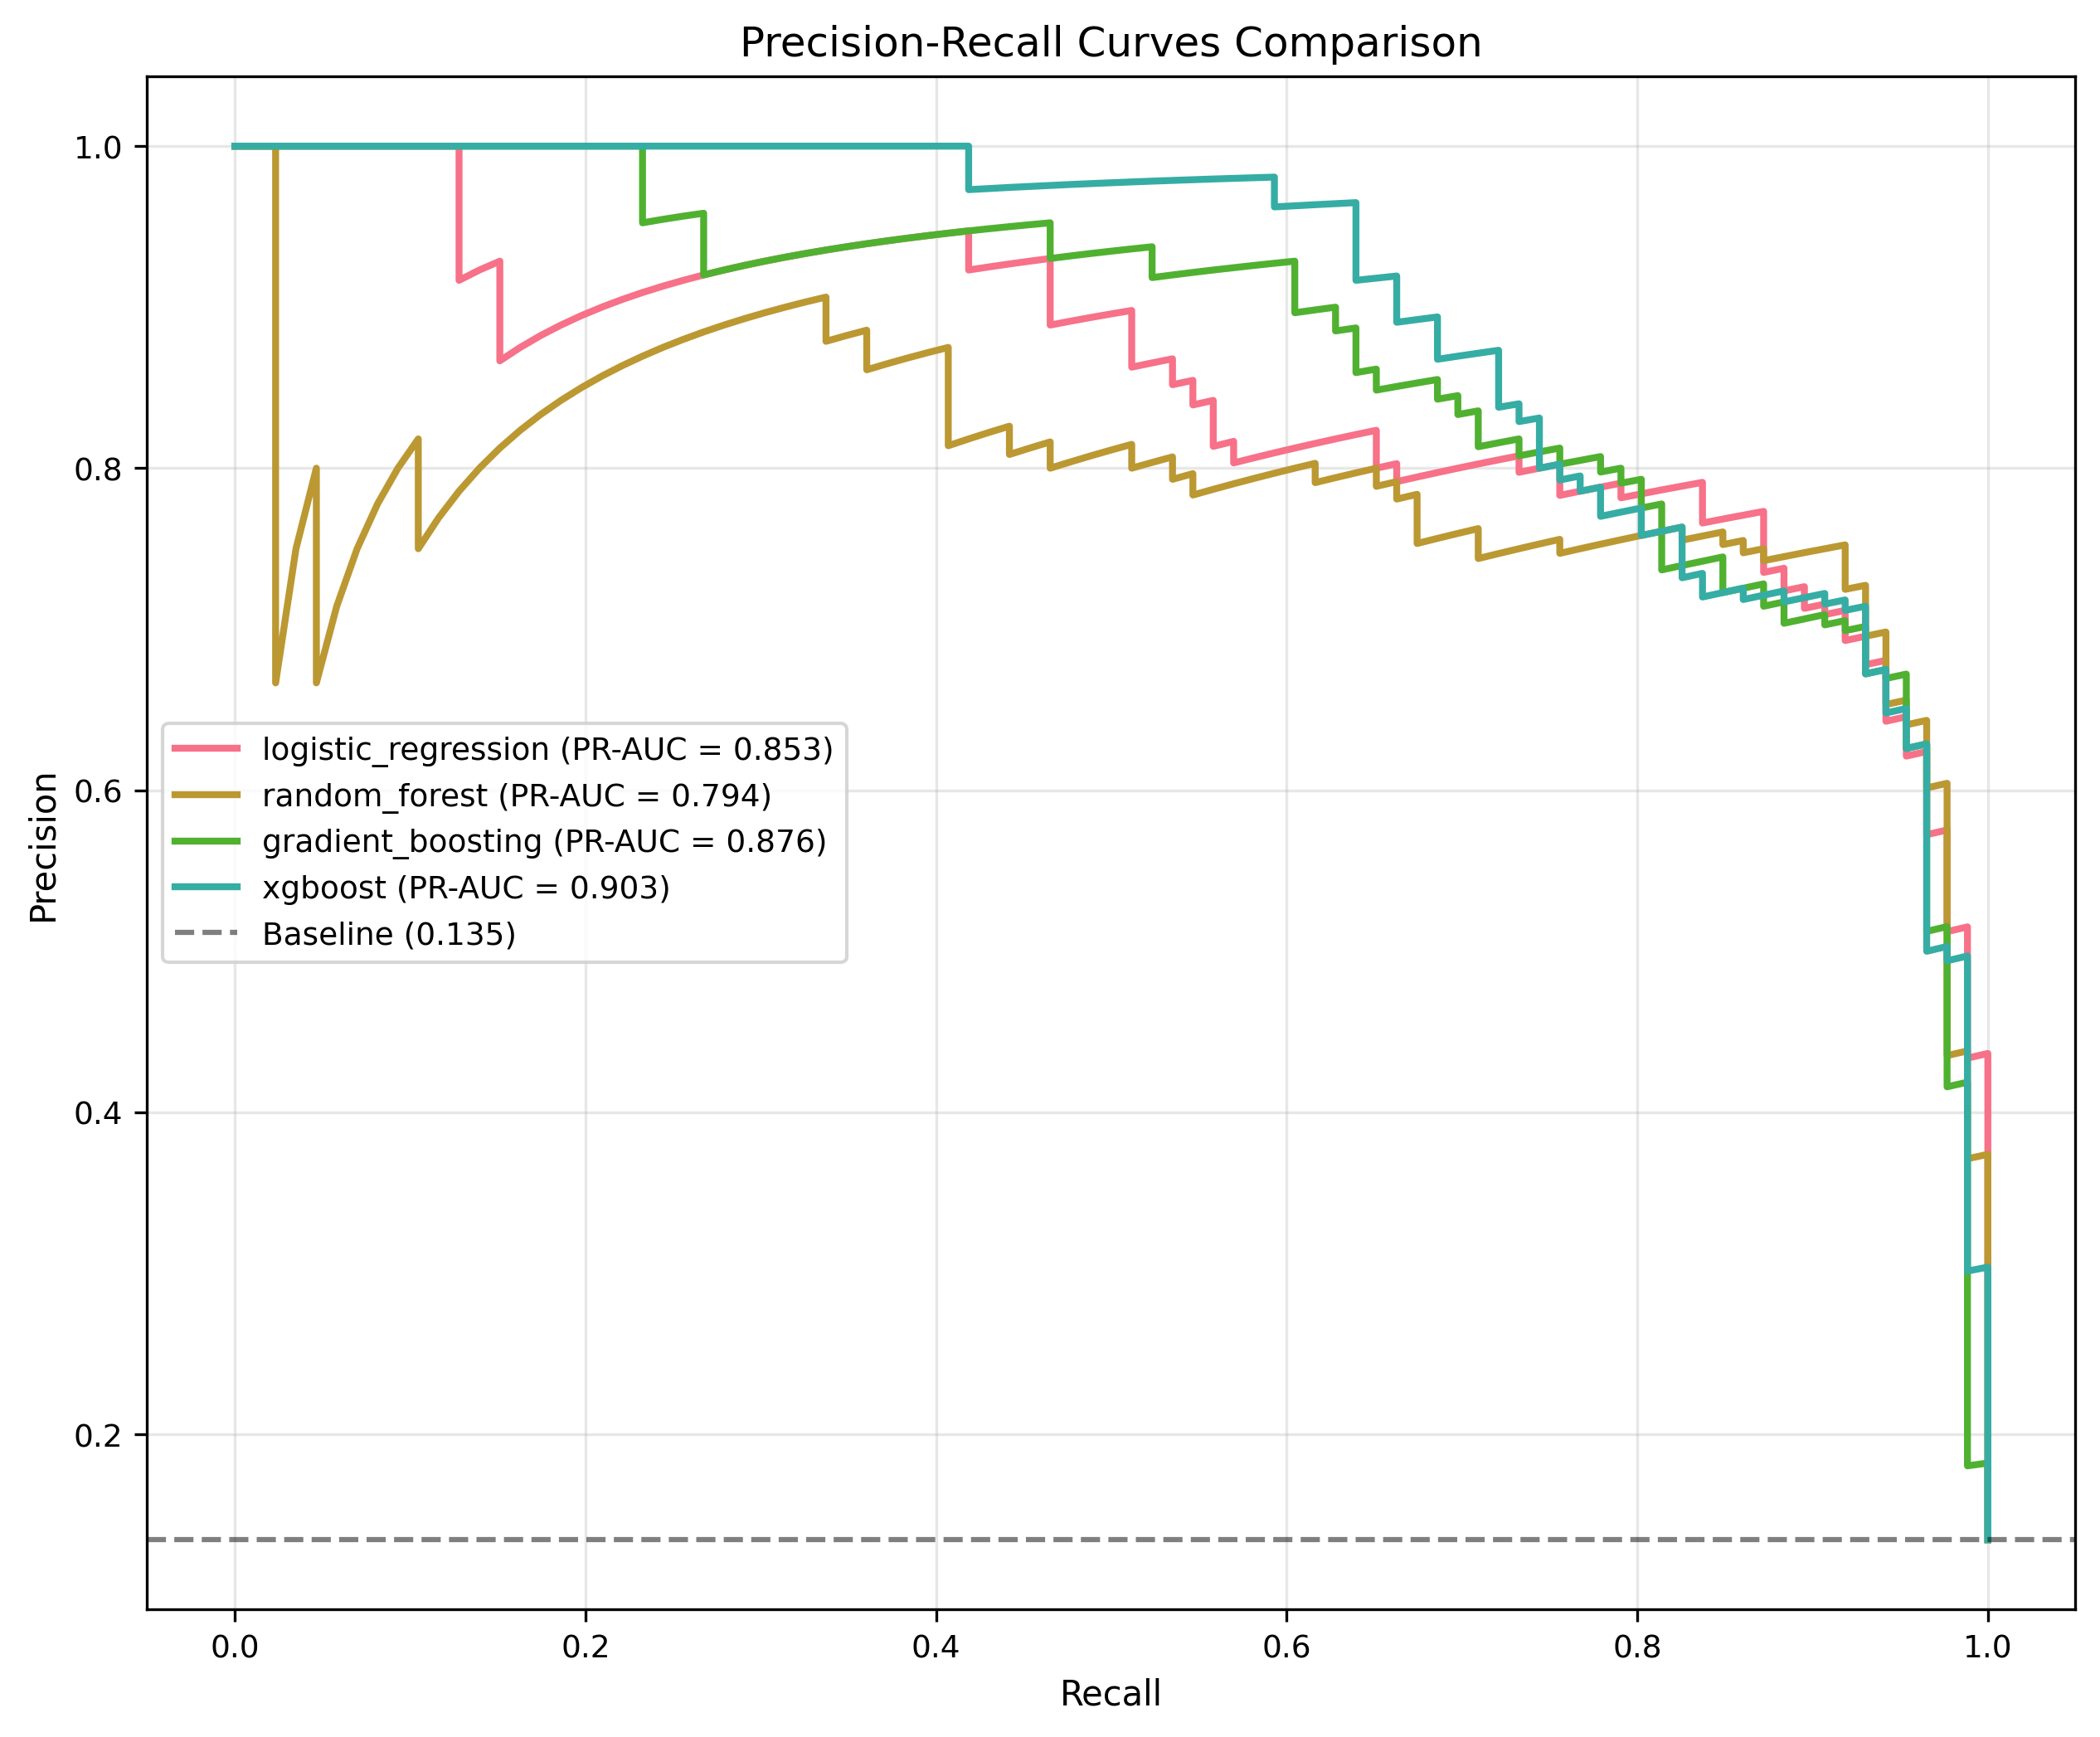 Precision-Recall Curves Comparison
1.0
0.8
0.6
0.4
0.2
Precision
logistic_regression (PR-AUC = 0.853)
random_forest (PR-AUC = 0.794)
gradient_boosting (PR-AUC = 0.876)
xgboost (PR-AUC = 0.903)
Baseline (0.135)
0.0 0.2 0.4 0.6 0.8 1.0
Recall